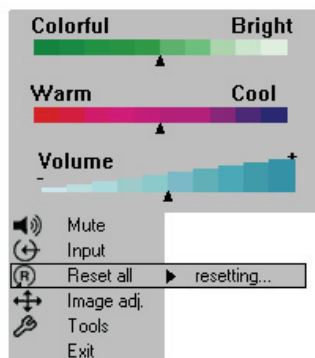 Colorful Bright
Warm Cool
Volume
- +
Mute
Input
R Reset all resetting...
Image adj.
Tools
Exit